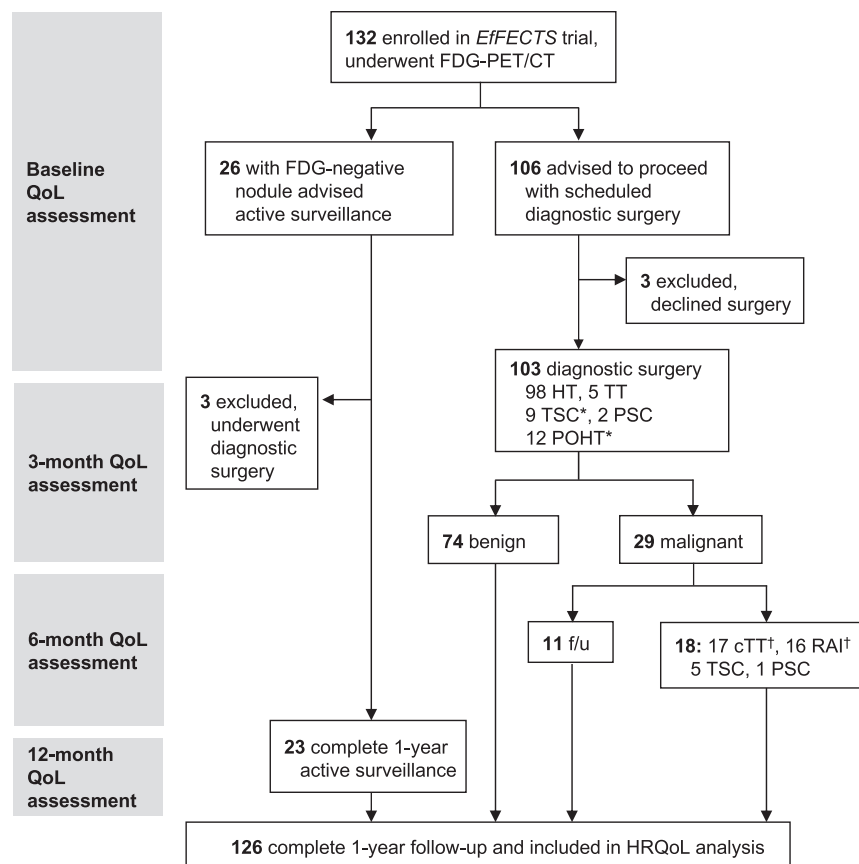 132 enrolled in EfFECTS trial,
underwent FDG-PET/CT
Baseline
QoL
assessment
26 with FDG-negative
nodule advised
active surveillance
106 advised to proceed
with scheduled
diagnostic surgery
3 excluded,
declined surgery
3-month QoL
assessment
3 excluded,
underwent
diagnostic
surgery
103 diagnostic surgery
98 HT, 5 TT
9 TSC*, 2 PSC
12 POHT*
74 benign
29 malignant
6-month QoL
assessment
11 f/u
18: 17 cTT†, 16 RAI†
5 TSC, 1 PSC
12-month
QoL
assessment
23 complete 1-year
active surveillance
126 complete 1-year follow-up and included in HRQoL analysis